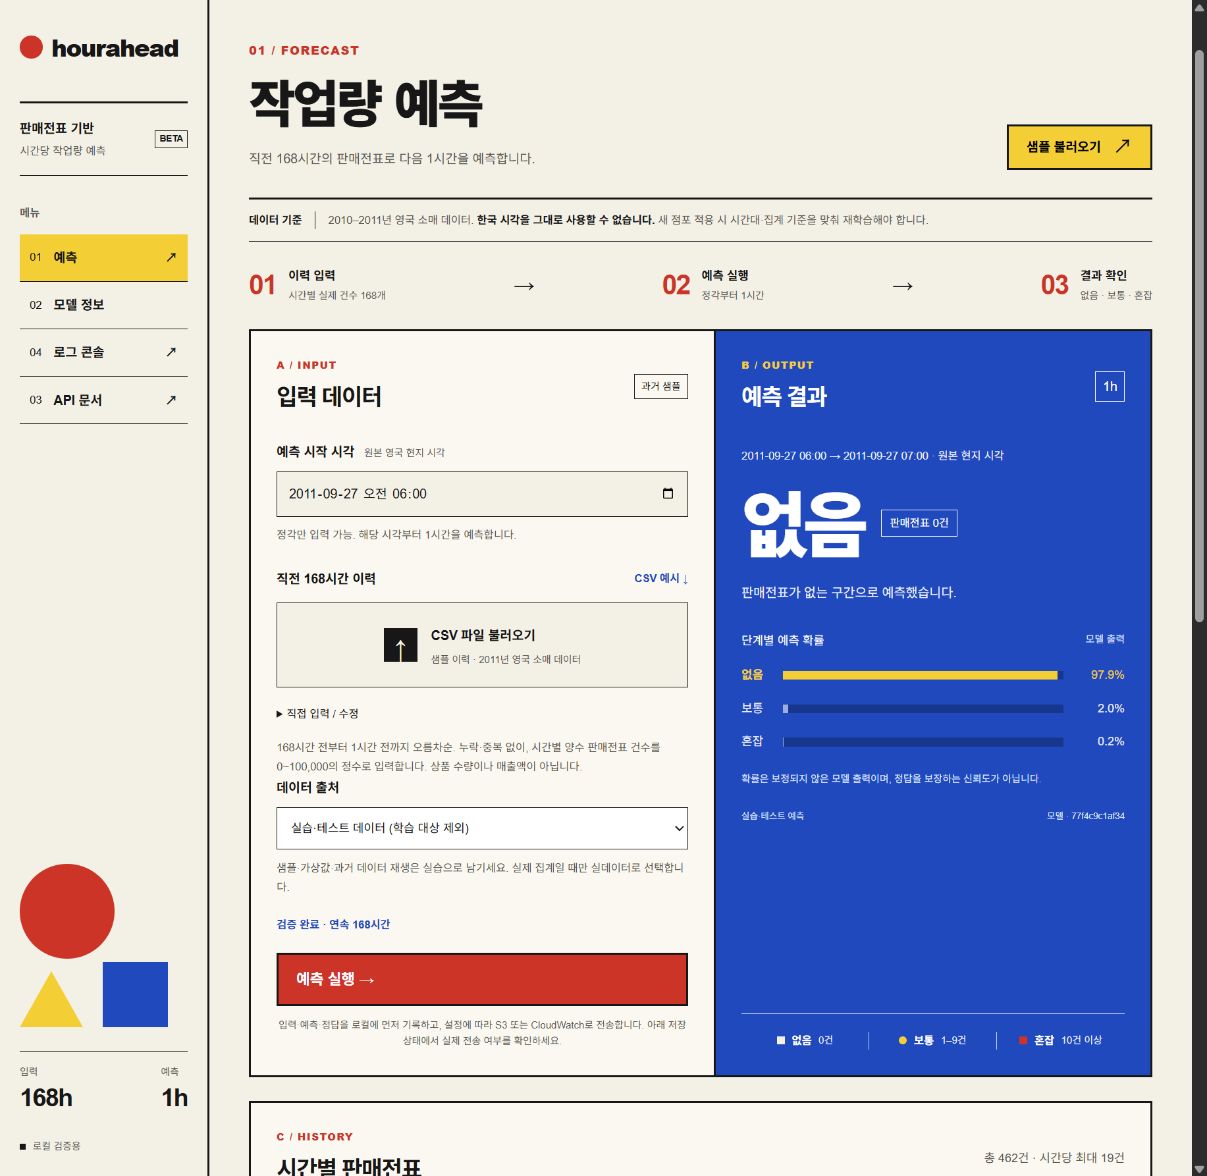 hourahead
판매전표 기반
시간당 작업량 예측
BETA
메뉴
01 예측 ↗
02 모델 정보
04 로그 콘솔 ↗
03 API 문서 ↗
입력
168h
예측
1h
로컬 검증용
01 / FORECAST
작업량 예측
직전 168시간의 판매전표로 다음 1시간을 예측합니다.
샘플 불러오기 ↗
데이터 기준
2010–2011년 영국 소매 데이터. 한국 시각을 그대로 사용할 수 없습니다. 새 점포 적용 시 시간대·집계 기준을 맞춰 재학습해야 합니다.
01 이력 입력
시간별 실제 건수 168개
→
02 예측 실행
정각부터 1시간
→
03 결과 확인
없음 · 보통 · 혼잡
A / INPUT
입력 데이터
과거 샘플
예측 시작 시각 원본 영국 현지 시각
2011-09-27 오전 06:00
정각만 입력 가능. 해당 시각부터 1시간을 예측합니다.
직전 168시간 이력
CSV 예시 ↓
↑
CSV 파일 불러오기
샘플 이력 · 2011년 영국 소매 데이터
▶ 직접 입력 / 수정
168시간 전부터 1시간 전까지 오름차순. 누락·중복 없이, 시간별 양수 판매전표 건수를
0~100,000의 정수로 입력합니다. 상품 수량이나 매출액이 아닙니다.
데이터 출처
실습·테스트 데이터 (학습 대상 제외)
샘플·가상값·과거 데이터 재생은 실습으로 남기세요. 실제 집계일 때만 실데이터로 선택합니
다.
검증 완료 · 연속 168시간
예측 실행 →
입력·예측·정답을 로컬에 먼저 기록하고, 설정에 따라 S3 또는 CloudWatch로 전송합니다. 아래 저장
상태에서 실제 전송 여부를 확인하세요.
B / OUTPUT
예측 결과
1h
2011-09-27 06:00 → 2011-09-27 07:00 · 원본 현지 시각
없음
판매전표 0건
판매전표가 없는 구간으로 예측했습니다.
단계별 예측 확률
모델 출력
없음 97.9%
보통 2.0%
혼잡 0.2%
확률은 보정되지 않은 모델 출력이며, 정답을 보장하는 신뢰도가 아닙니다.
실습·테스트 예측
모델 · 77f4c9c1af34
없음 0건
보통 1–9건
혼잡 10건 이상
C / HISTORY
시간별 판매전표
총 462건 · 시간당 최대 19건